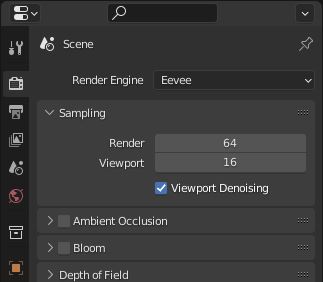 Scene
Render Engine Eevee
Sampling
Render 64
Viewport 16
Viewport Denoising
Ambient Occlusion
Bloom
Depth of Field